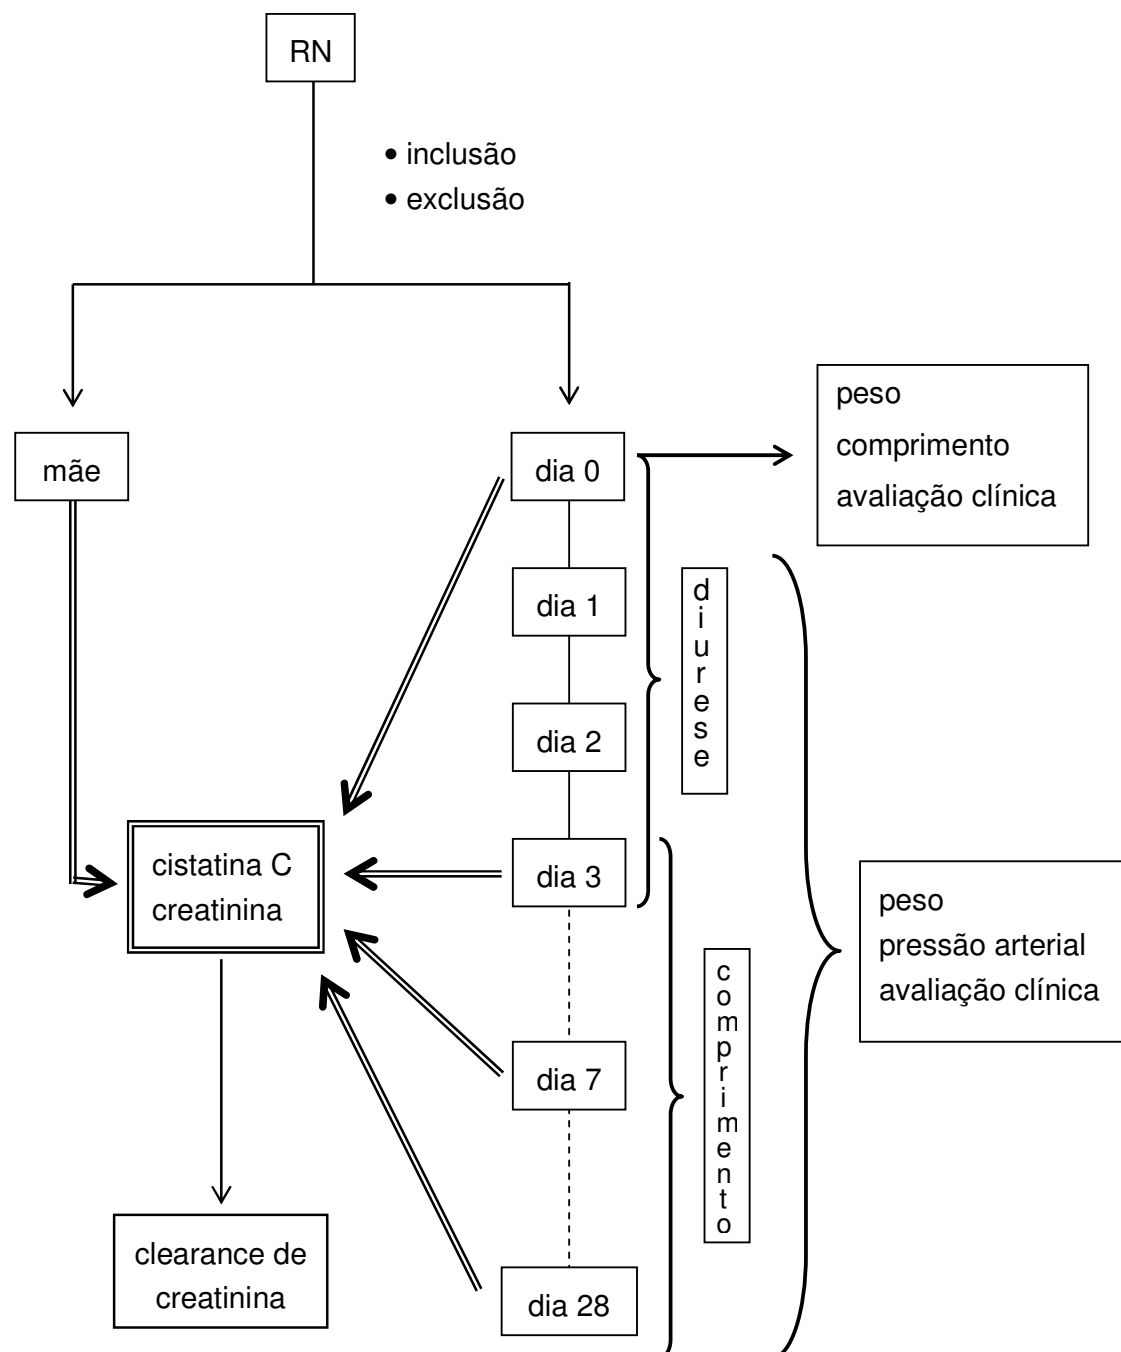 RN
• inclusão
• exclusão
mãe
dia 0
peso
comprimento
avaliação clínica
dia 1
diurese
dia 2
cistatina C
creatinina
dia 3
peso
pressão arterial
avaliação clínica
comprimento
dia 7
clearance de
creatinina
dia 28